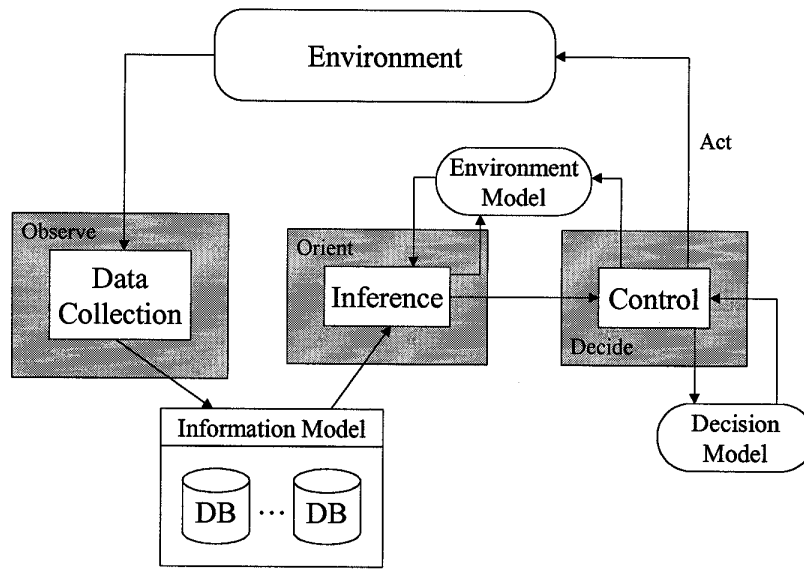 Environment
Act
Environment
Model
Observe
Data
Collection
Orient
Inference
Control
Decide
Information Model
DB ... DB
Decision
Model